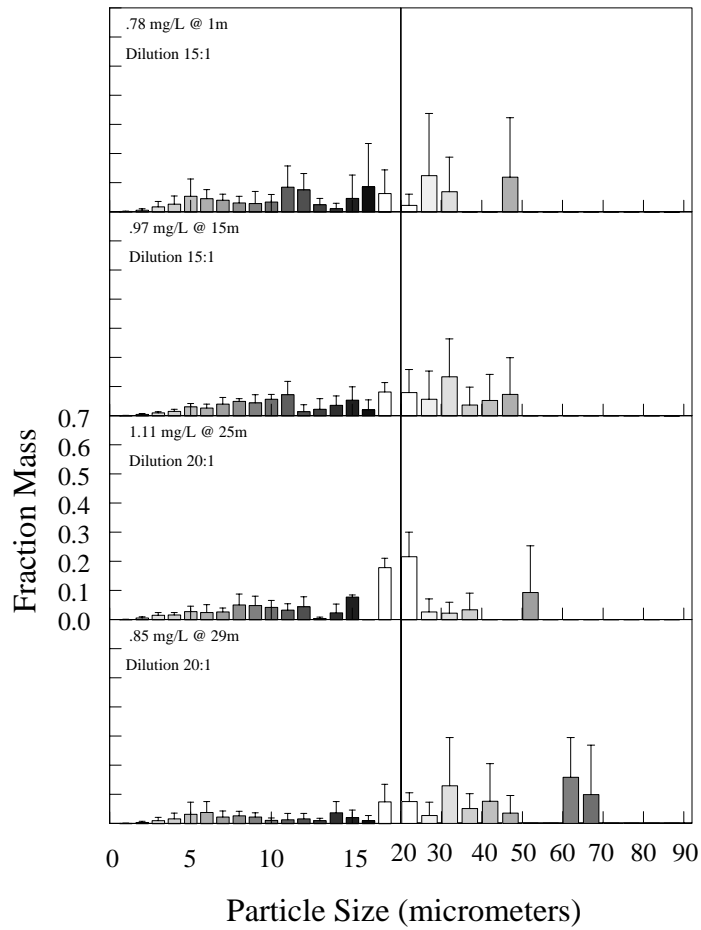 .78 mg/L @ 1m
Dilution 15:1
.97 mg/L @ 15m
Dilution 15:1
0.7
0.6
0.5
0.4
0.3
0.2
0.1
0.0
Fraction Mass
1.11 mg/L @ 25m
Dilution 20:1
.85 mg/L @ 29m
Dilution 20:1
0 5 10 15 20 30 40 50 60 70 80 90
Particle Size (micrometers)